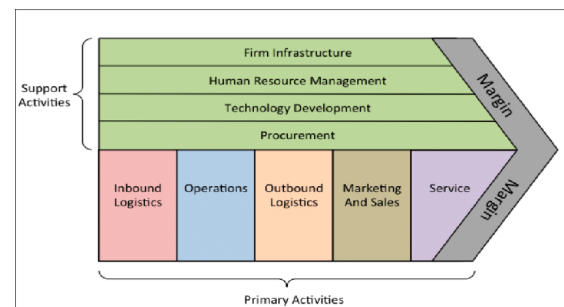 Firm Infrastructure
Human Resource Management
Technology Development
Procurement
Support
Activities
Margin
Margin
Inbound
Logistics
Operations
Outbound
Logistics
Marketing
And Sales
Service
Primary Activities